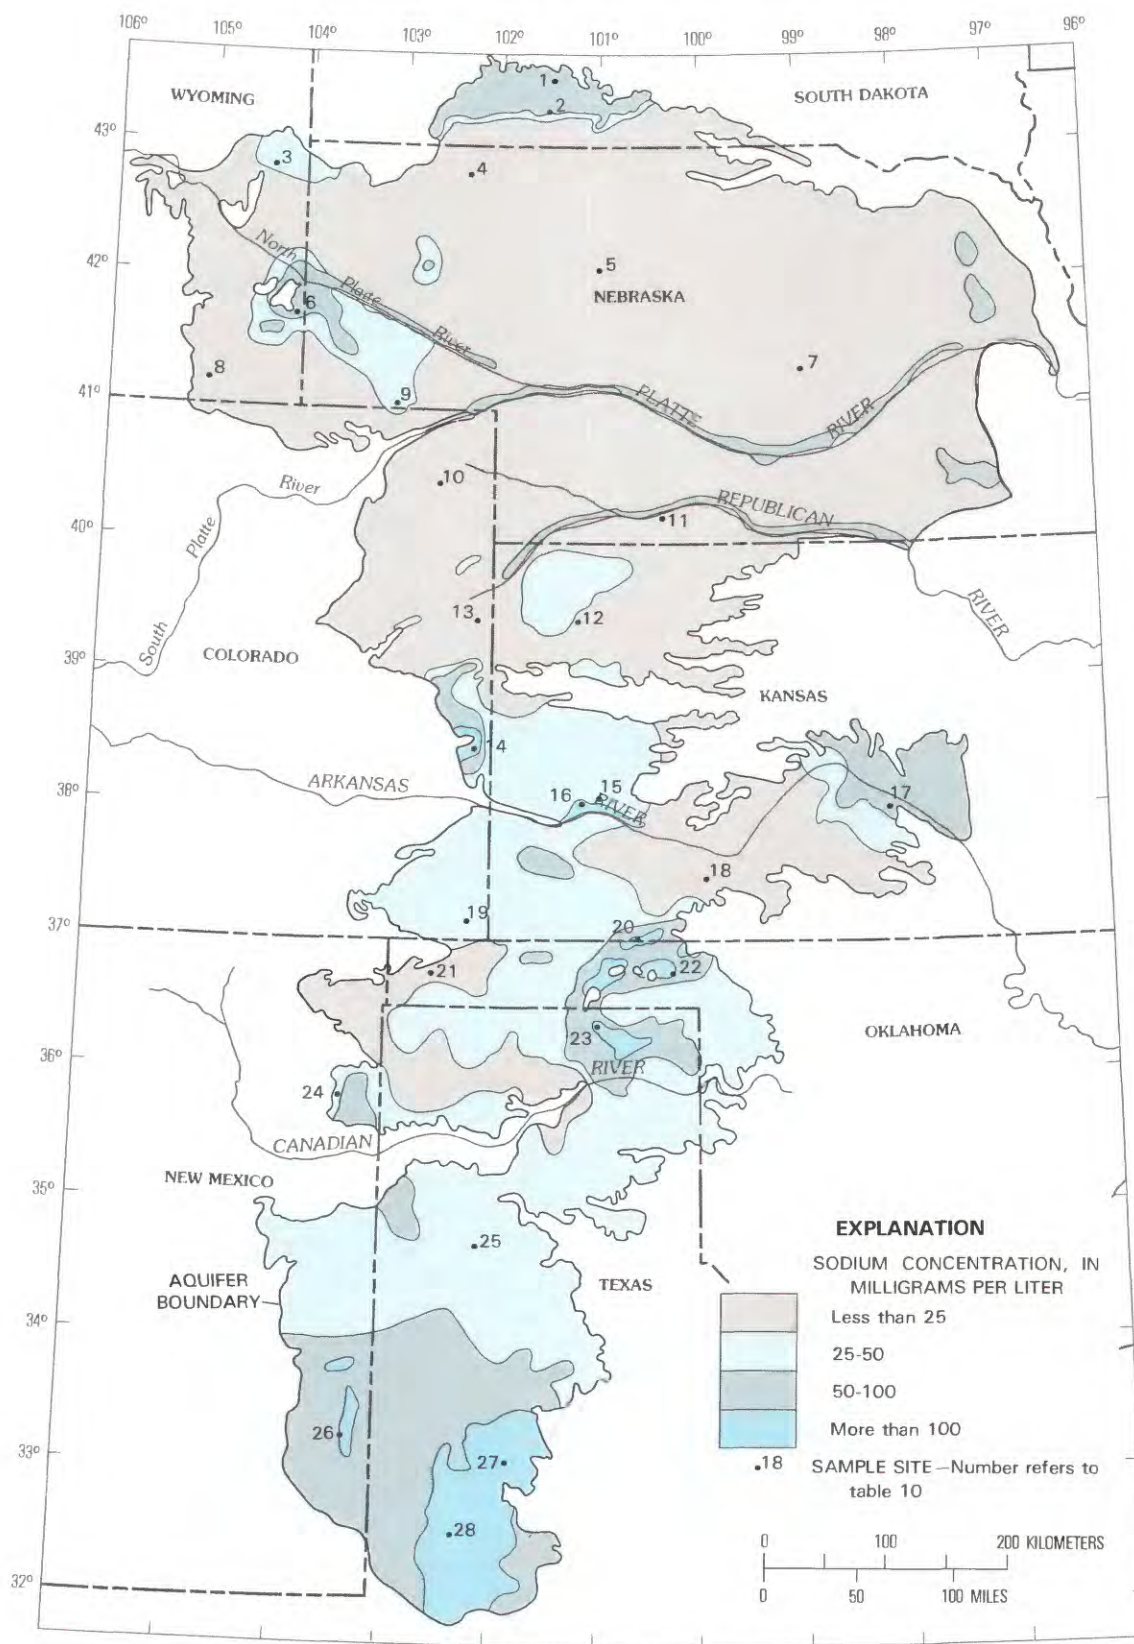 106° 105° 104° 103° 102° 101° 100° 99° 98° 97° 96°
WYOMING
SOUTH DAKOTA
1
2
43°
3
4
42°
North Platte River
5
NEBRASKA
6
7
8
41°
9
PLATTE RIVER
10
South Platte River
REPUBLICAN RIVER
11
40°
13
12
COLORADO
39°
KANSAS
14
ARKANSAS RIVER
38°
16
15
17
18
19
37°
20
21
22
23
OKLAHOMA
36°
24
CANADIAN RIVER
NEW MEXICO
35°
25
AQUIFER
BOUNDARY
TEXAS
34°
26
33°
27
28
32°
EXPLANATION
SODIUM CONCENTRATION, IN
MILLIGRAMS PER LITER
Less than 25
25-50
50-100
More than 100
•18 SAMPLE SITE—Number refers to
table 10
0 100 200 KILOMETERS
0 50 100 MILES